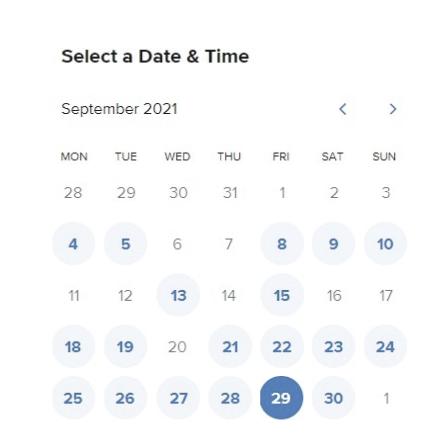 Select a Date & Time
September 2021 < >
MON TUE WED THU FRI SAT SUN
28 29 30 31 1 2 3
4 5 6 7 8 9 10
11 12 13 14 15 16 17
18 19 20 21 22 23 24
25 26 27 28 29 30 1